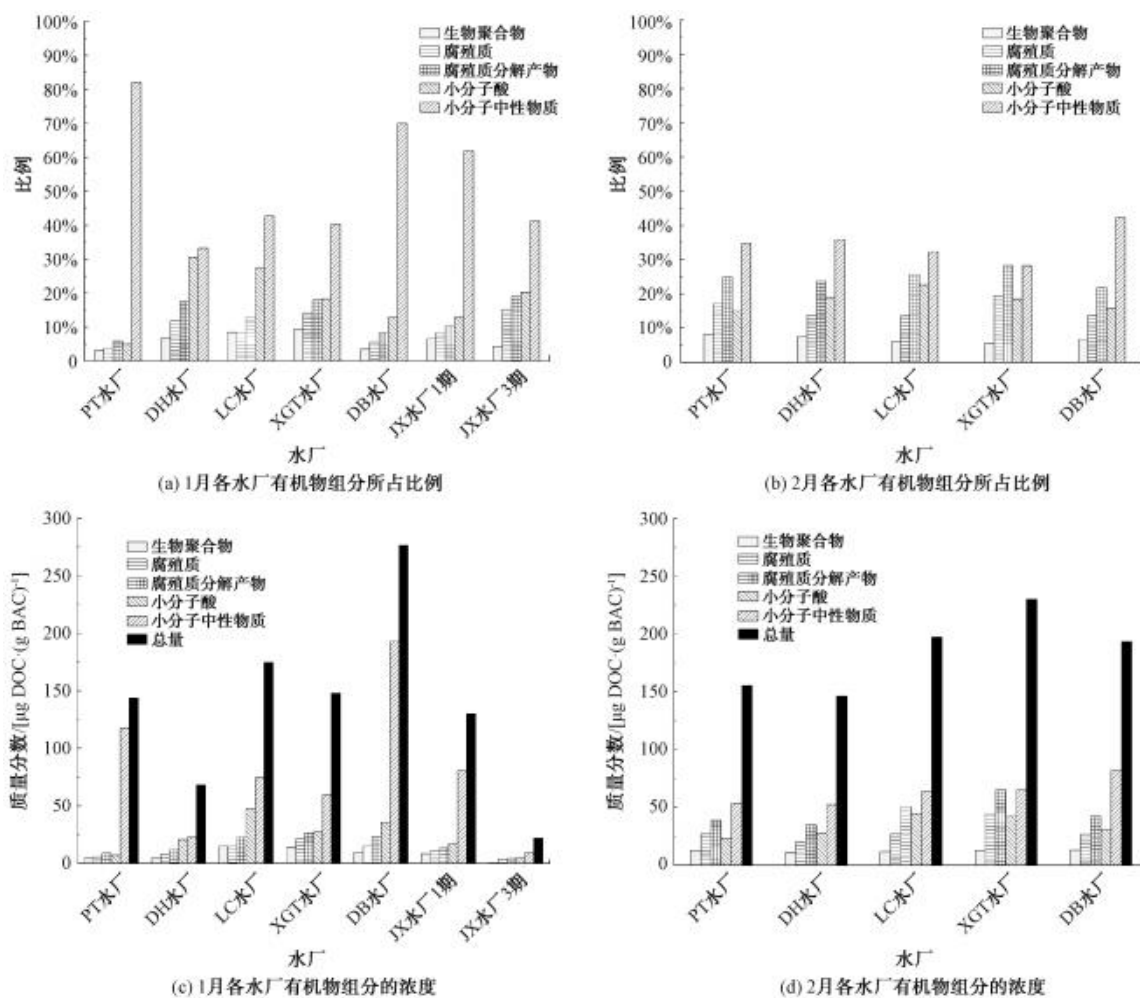 100%
90%
80%
70%
60%
50%
40%
30%
20%
10%
0
比例
生物聚合物
腐殖质
腐殖质分解产物
小分子酸
小分子中性物质
PT水厂
DH水厂
LC水厂
XGT水厂
DB水厂
JX水厂1期
JX水厂3期
水厂
(a) 1月各水厂有机物组分所占比例
100%
90%
80%
70%
60%
50%
40%
30%
20%
10%
0
比例
生物聚合物
腐殖质
腐殖质分解产物
小分子酸
小分子中性物质
PT水厂
DH水厂
LC水厂
XGT水厂
DB水厂
水厂
(b) 2月各水厂有机物组分所占比例
300
250
200
150
100
50
0
质量分数/[μg DOC·(g BAC)⁻¹]
生物聚合物
腐殖质
腐殖质分解产物
小分子酸
小分子中性物质
总量
PT水厂
DH水厂
LC水厂
XGT水厂
DB水厂
JX水厂1期
JX水厂3期
水厂
(c) 1月各水厂有机物组分的浓度
300
250
200
150
100
50
0
质量分数/[μg DOC·(g BAC)⁻¹]
生物聚合物
腐殖质
腐殖质分解产物
小分子酸
小分子中性物质
总量
PT水厂
DH水厂
LC水厂
XGT水厂
DB水厂
水厂
(d) 2月各水厂有机物组分的浓度